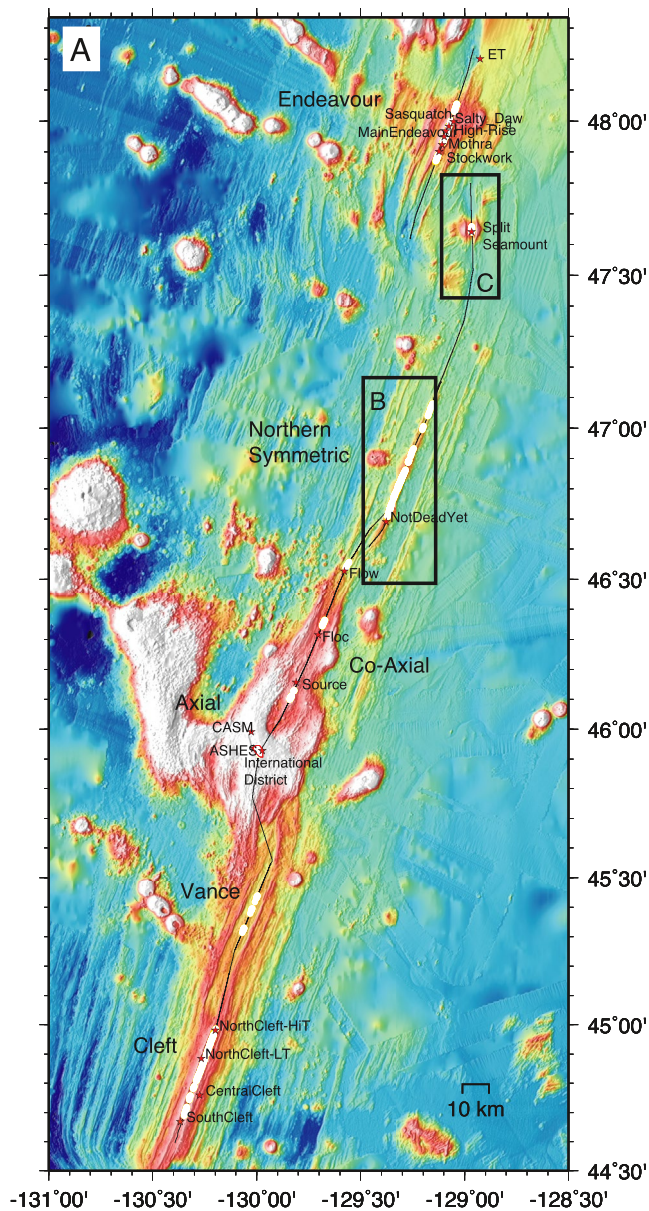 A
ET
Endeavour
Sasquatch
Salty_Daw
MainEndeavour
High-Rise
Mothra
Stockwork
48°00'
Split
Seamount
C
47°30'
B
Northern
Symmetric
47°00'
NotDeadYet
Flow
46°30'
Floc
Co-Axial
Source
Axial
CASM
46°00'
ASHES
International
District
45°30'
Vance
NorthCleft-HiT
45°00'
Cleft
NorthCleft-LT
CentralCleft
10 km
SouthCleft
44°30'
-131°00' -130°30' -130°00' -129°30' -129°00' -128°30'